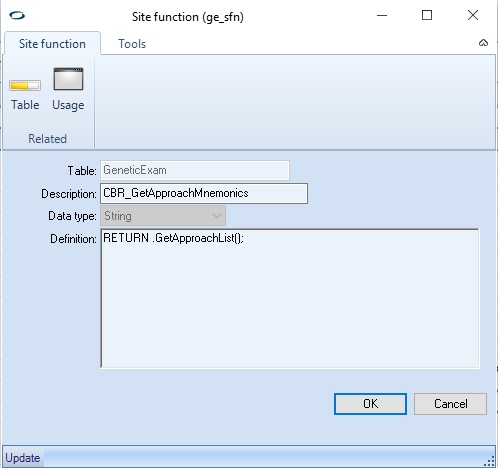 Site function (ge_sfn)
Site function
Tools
Table
Usage
Related
Table:
GeneticExam
Description:
CBR_GetApproachMnemonics
Data type:
String
Definition:
RETURN .GetApproachList();
OK
Cancel
Update